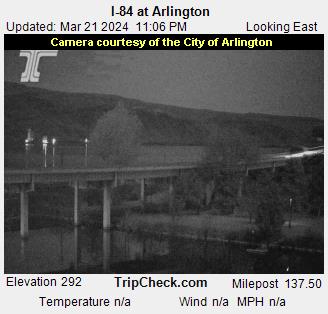 I-84 at Arlington
Updated: Mar 21 2024 11:06 PM Looking East
Camera courtesy of the City of Arlington
Elevation 292 TripCheck.com Milepost 137.50
Temperature n/a Wind n/a MPH n/a